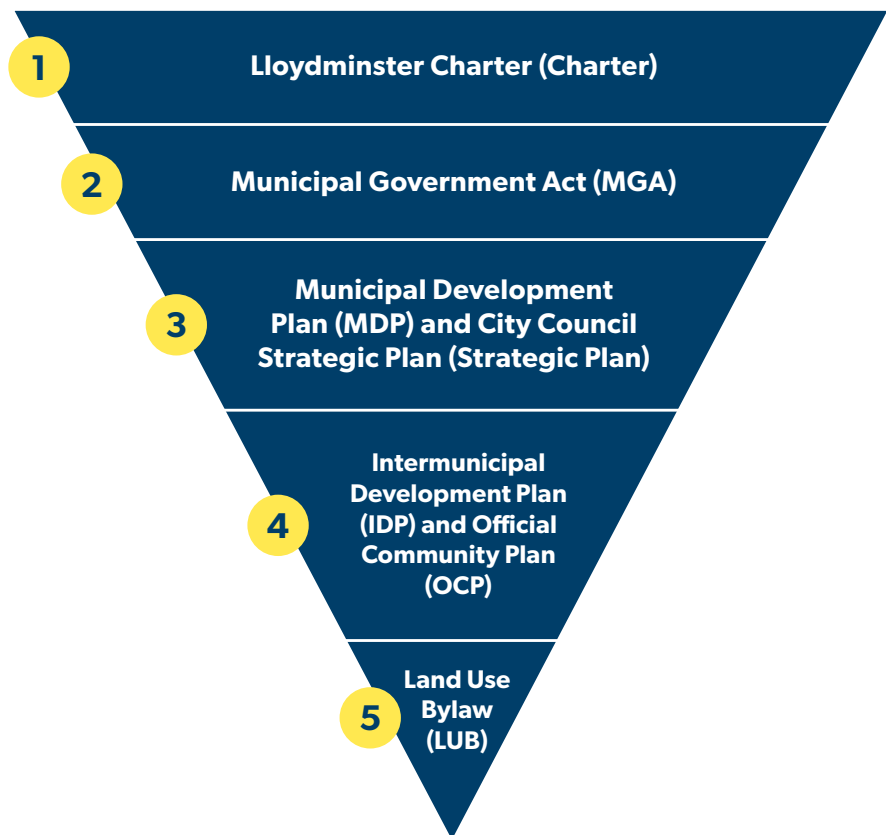 1
Lloydminster Charter (Charter)
2
Municipal Government Act (MGA)
3
Municipal Development
Plan (MDP) and City Council
Strategic Plan (Strategic Plan)
4
Intermunicipal
Development Plan
(IDP) and Official
Community Plan
(OCP)
5
Land Use
Bylaw
(LUB)